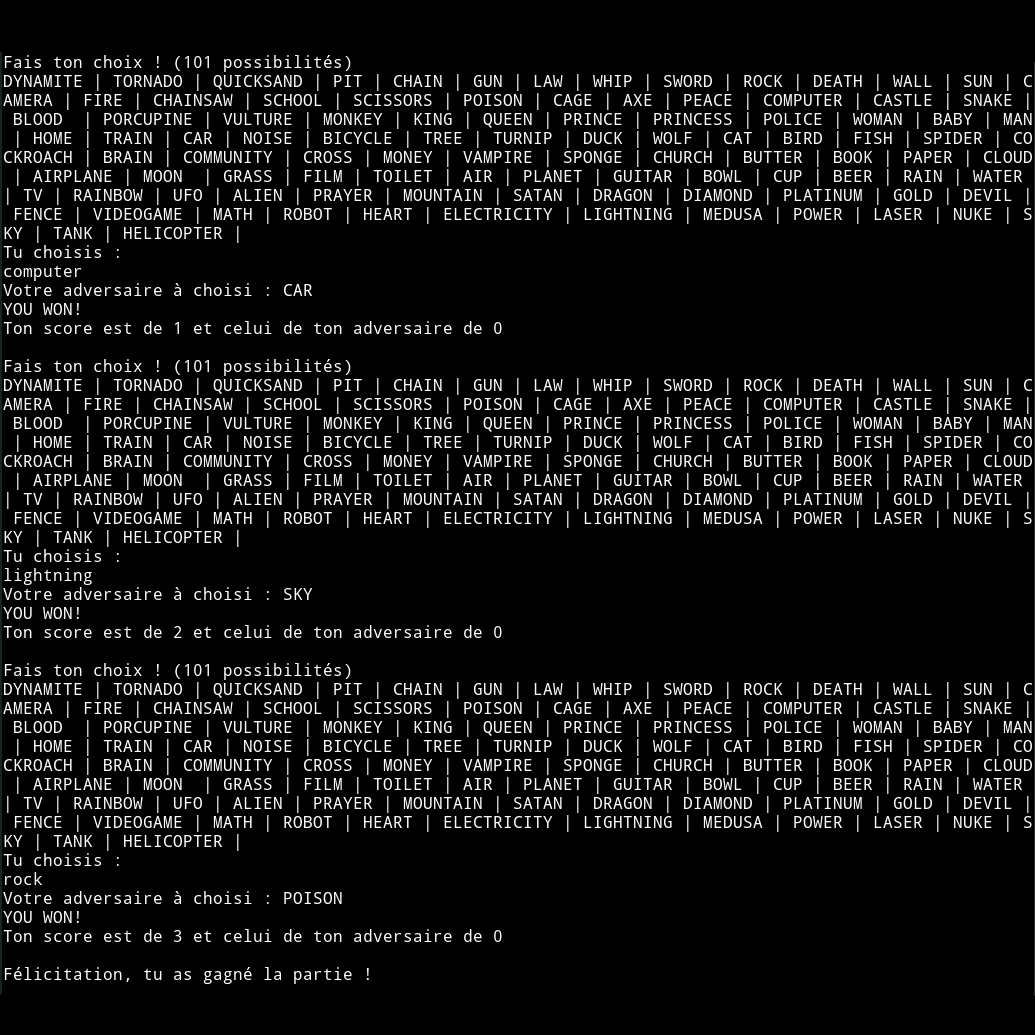 Fais ton choix ! (101 possibilités)
DYNAMITE | TORNADO | QUICKSAND | PIT | CHAIN | GUN | LAW | WHIP | SWORD | ROCK | DEATH | WALL | SUN | C
AMERA | FIRE | CHAINSAW | SCHOOL | SCISSORS | POISON | CAGE | AXE | PEACE | COMPUTER | CASTLE | SNAKE |
 BLOOD  | PORCUPINE | VULTURE | MONKEY | KING | QUEEN | PRINCE | PRINCESS | POLICE | WOMAN | BABY | MAN
 | HOME | TRAIN | CAR | NOISE | BICYCLE | TREE | TURNIP | DUCK | WOLF | CAT | BIRD | FISH | SPIDER | CO
CKROACH | BRAIN | COMMUNITY | CROSS | MONEY | VAMPIRE | SPONGE | CHURCH | BUTTER | BOOK | PAPER | CLOUD
 | AIRPLANE | MOON  | GRASS | FILM | TOILET | AIR | PLANET | GUITAR | BOWL | CUP | BEER | RAIN | WATER
| TV | RAINBOW | UFO | ALIEN | PRAYER | MOUNTAIN | SATAN | DRAGON | DIAMOND | PLATINUM | GOLD | DEVIL |
 FENCE | VIDEOGAME | MATH | ROBOT | HEART | ELECTRICITY | LIGHTNING | MEDUSA | POWER | LASER | NUKE | S
KY | TANK | HELICOPTER |
Tu choisis :
computer
Votre adversaire à choisi : CAR
YOU WON!
Ton score est de 1 et celui de ton adversaire de 0

Fais ton choix ! (101 possibilités)
DYNAMITE | TORNADO | QUICKSAND | PIT | CHAIN | GUN | LAW | WHIP | SWORD | ROCK | DEATH | WALL | SUN | C
AMERA | FIRE | CHAINSAW | SCHOOL | SCISSORS | POISON | CAGE | AXE | PEACE | COMPUTER | CASTLE | SNAKE |
 BLOOD  | PORCUPINE | VULTURE | MONKEY | KING | QUEEN | PRINCE | PRINCESS | POLICE | WOMAN | BABY | MAN
 | HOME | TRAIN | CAR | NOISE | BICYCLE | TREE | TURNIP | DUCK | WOLF | CAT | BIRD | FISH | SPIDER | CO
CKROACH | BRAIN | COMMUNITY | CROSS | MONEY | VAMPIRE | SPONGE | CHURCH | BUTTER | BOOK | PAPER | CLOUD
 | AIRPLANE | MOON  | GRASS | FILM | TOILET | AIR | PLANET | GUITAR | BOWL | CUP | BEER | RAIN | WATER
| TV | RAINBOW | UFO | ALIEN | PRAYER | MOUNTAIN | SATAN | DRAGON | DIAMOND | PLATINUM | GOLD | DEVIL |
 FENCE | VIDEOGAME | MATH | ROBOT | HEART | ELECTRICITY | LIGHTNING | MEDUSA | POWER | LASER | NUKE | S
KY | TANK | HELICOPTER |
Tu choisis :
lightning
Votre adversaire à choisi : SKY
YOU WON!
Ton score est de 2 et celui de ton adversaire de 0

Fais ton choix ! (101 possibilités)
DYNAMITE | TORNADO | QUICKSAND | PIT | CHAIN | GUN | LAW | WHIP | SWORD | ROCK | DEATH | WALL | SUN | C
AMERA | FIRE | CHAINSAW | SCHOOL | SCISSORS | POISON | CAGE | AXE | PEACE | COMPUTER | CASTLE | SNAKE |
 BLOOD  | PORCUPINE | VULTURE | MONKEY | KING | QUEEN | PRINCE | PRINCESS | POLICE | WOMAN | BABY | MAN
 | HOME | TRAIN | CAR | NOISE | BICYCLE | TREE | TURNIP | DUCK | WOLF | CAT | BIRD | FISH | SPIDER | CO
CKROACH | BRAIN | COMMUNITY | CROSS | MONEY | VAMPIRE | SPONGE | CHURCH | BUTTER | BOOK | PAPER | CLOUD
 | AIRPLANE | MOON  | GRASS | FILM | TOILET | AIR | PLANET | GUITAR | BOWL | CUP | BEER | RAIN | WATER
| TV | RAINBOW | UFO | ALIEN | PRAYER | MOUNTAIN | SATAN | DRAGON | DIAMOND | PLATINUM | GOLD | DEVIL |
 FENCE | VIDEOGAME | MATH | ROBOT | HEART | ELECTRICITY | LIGHTNING | MEDUSA | POWER | LASER | NUKE | S
KY | TANK | HELICOPTER |
Tu choisis :
rock
Votre adversaire à choisi : POISON
YOU WON!
Ton score est de 3 et celui de ton adversaire de 0

Félicitation, tu as gagné la partie !